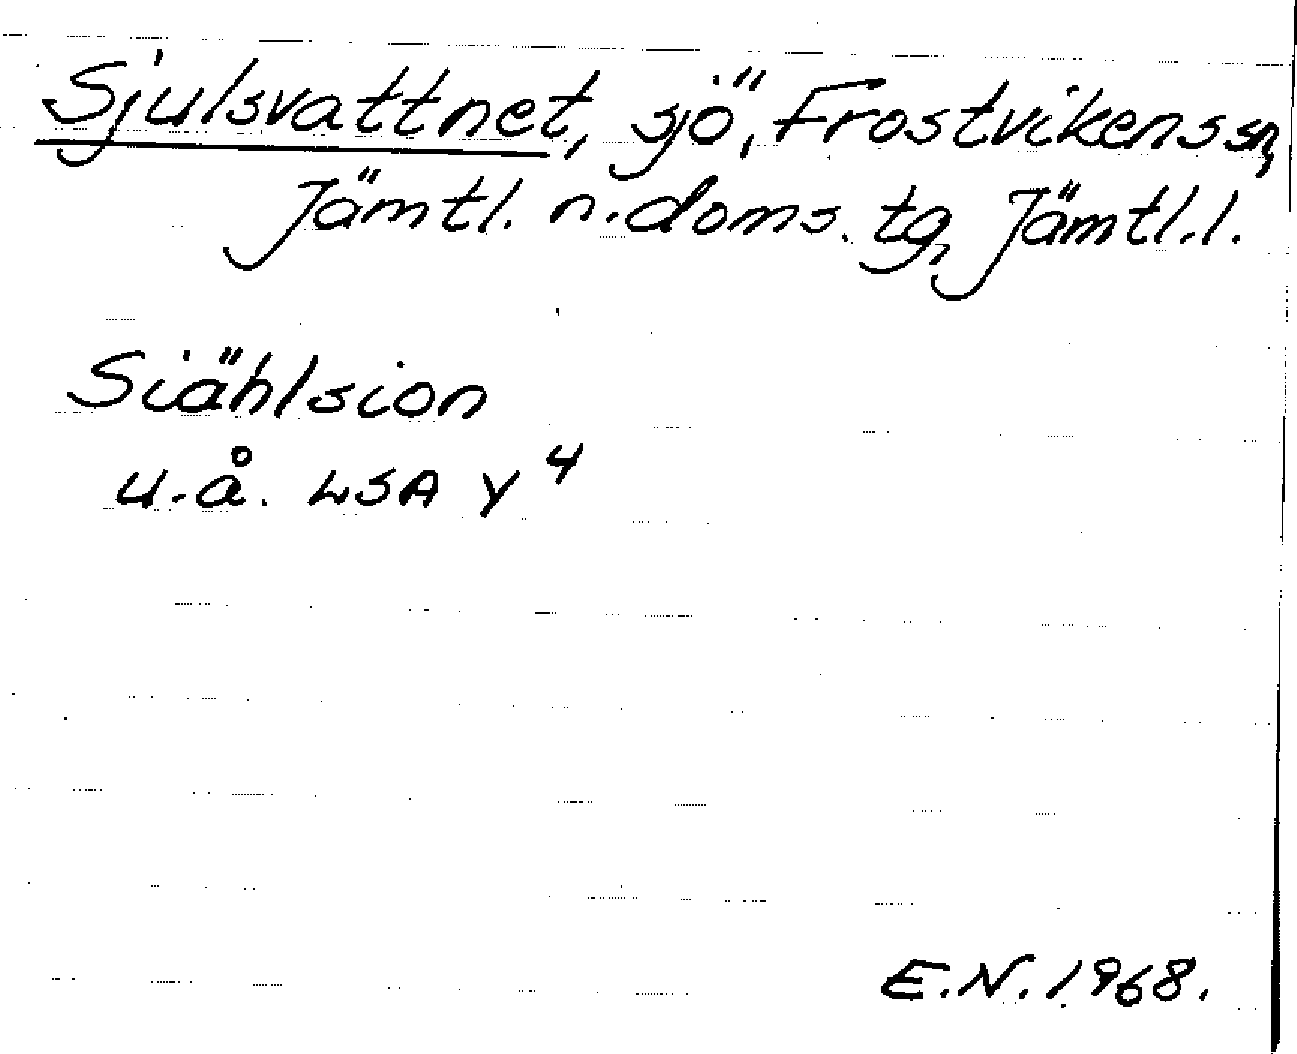 Sjulsvattnet, sjö, Frostvikens sn,
Jämtl. n. doms. tg, Jämtl. l.
Siählsion
u.å. LSA Y 4
E.N. 1968.